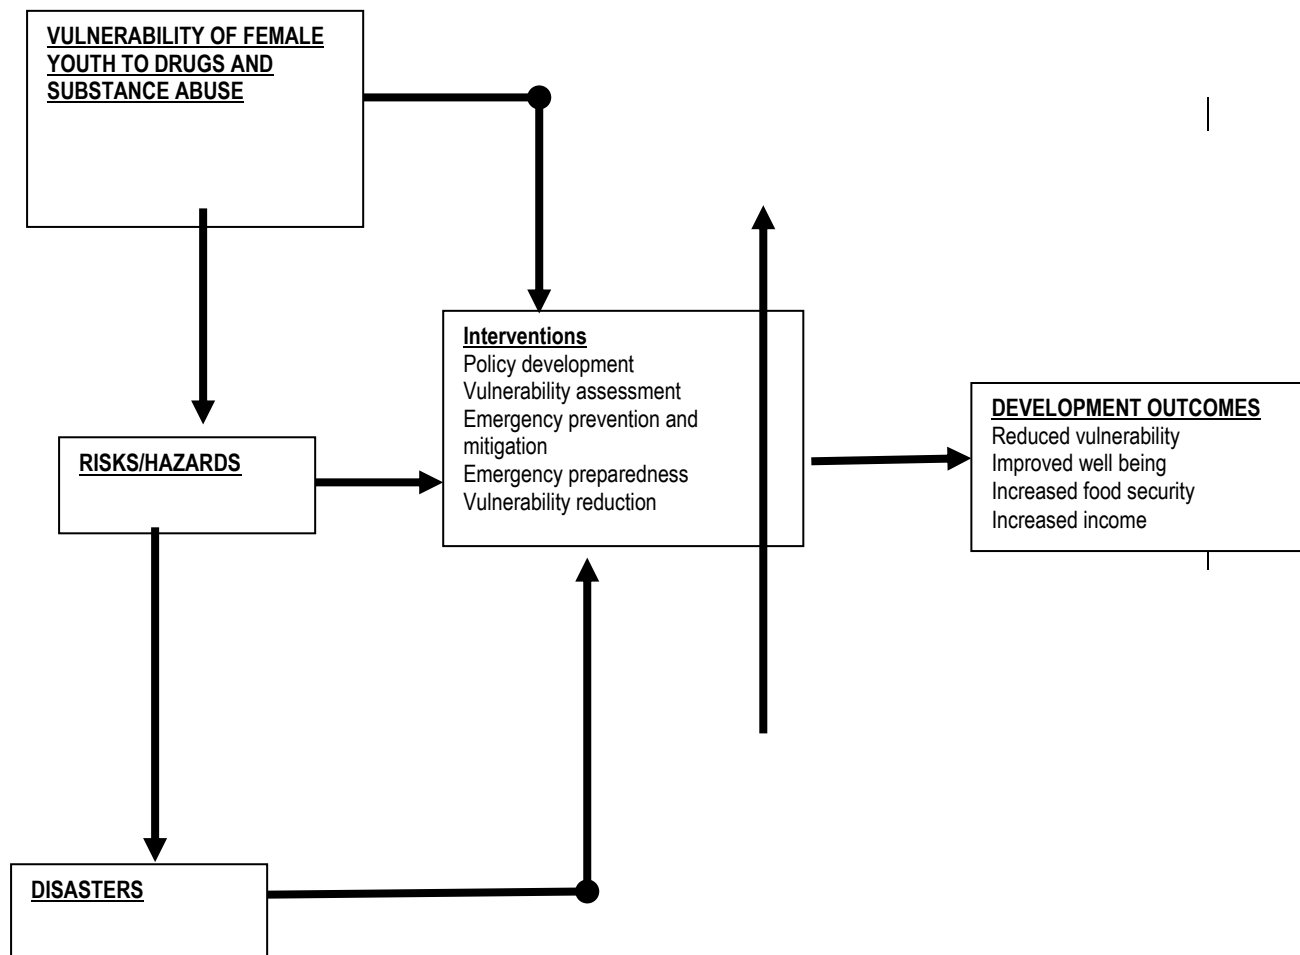 VULNERABILITY OF FEMALE
YOUTH TO DRUGS AND
SUBSTANCE ABUSE
Interventions
Policy development
Vulnerability assessment
Emergency prevention and
mitigation
Emergency preparedness
Vulnerability reduction
DEVELOPMENT OUTCOMES
Reduced vulnerability
Improved well being
Increased food security
Increased income
RISKS/HAZARDS
DISASTERS